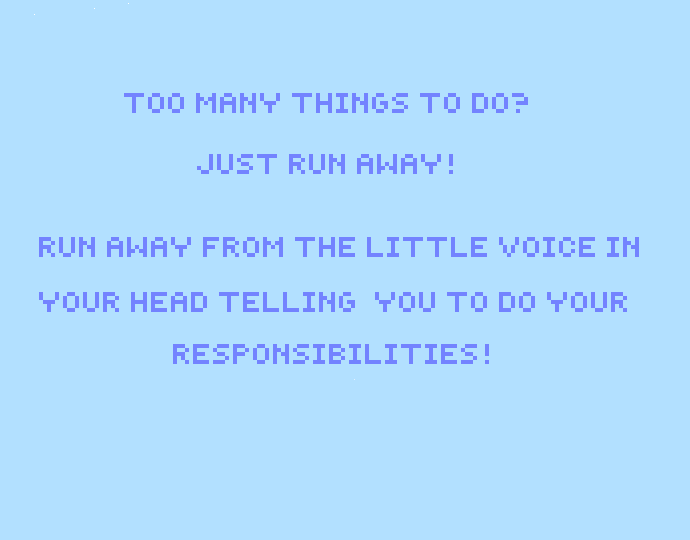 TOO MANY THINGS TO DO?
JUST RUN AWAY!
RUN AWAY FROM THE LITTLE VOICE IN
YOUR HEAD TELLING YOU TO DO YOUR
RESPONSIBILITIES!